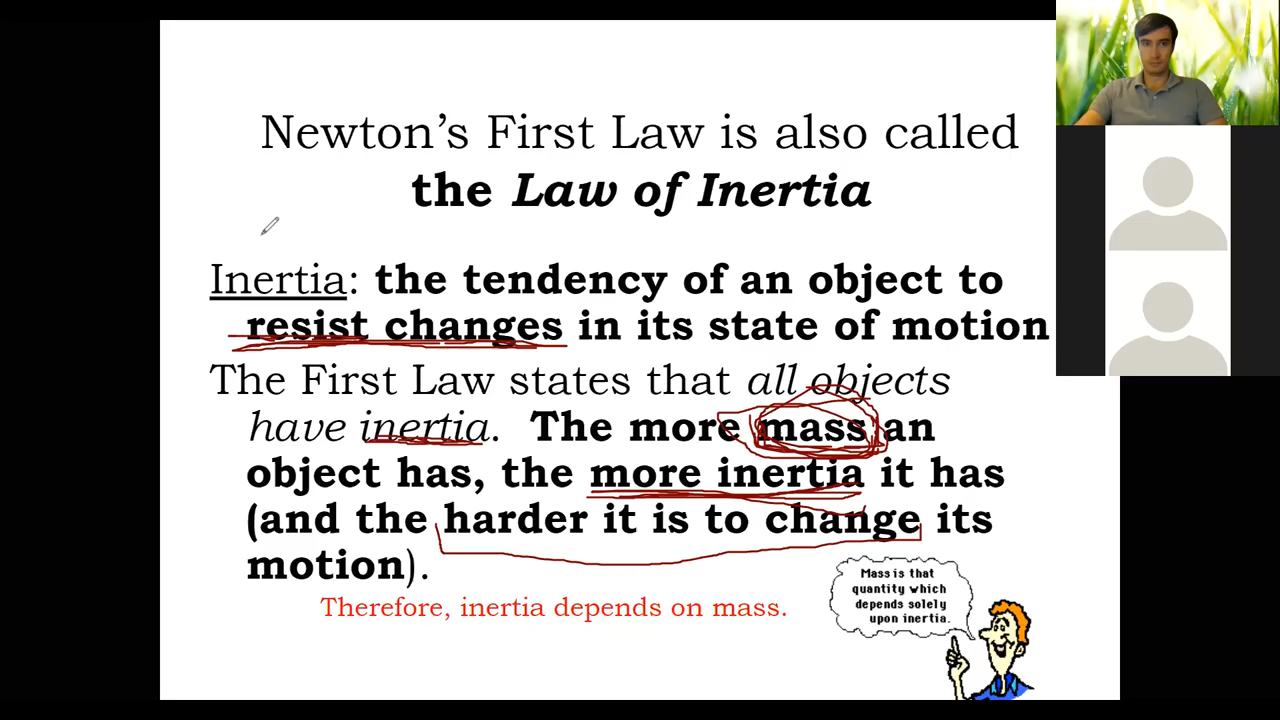 Newton’s First Law is also called
the Law of Inertia
Inertia: the tendency of an object to
resist changes in its state of motion
The First Law states that all objects
have inertia. The more mass an
object has, the more inertia it has
(and the harder it is to change its
motion).
Therefore, inertia depends on mass.
Mass is that
quantity which
depends solely
upon inertia.